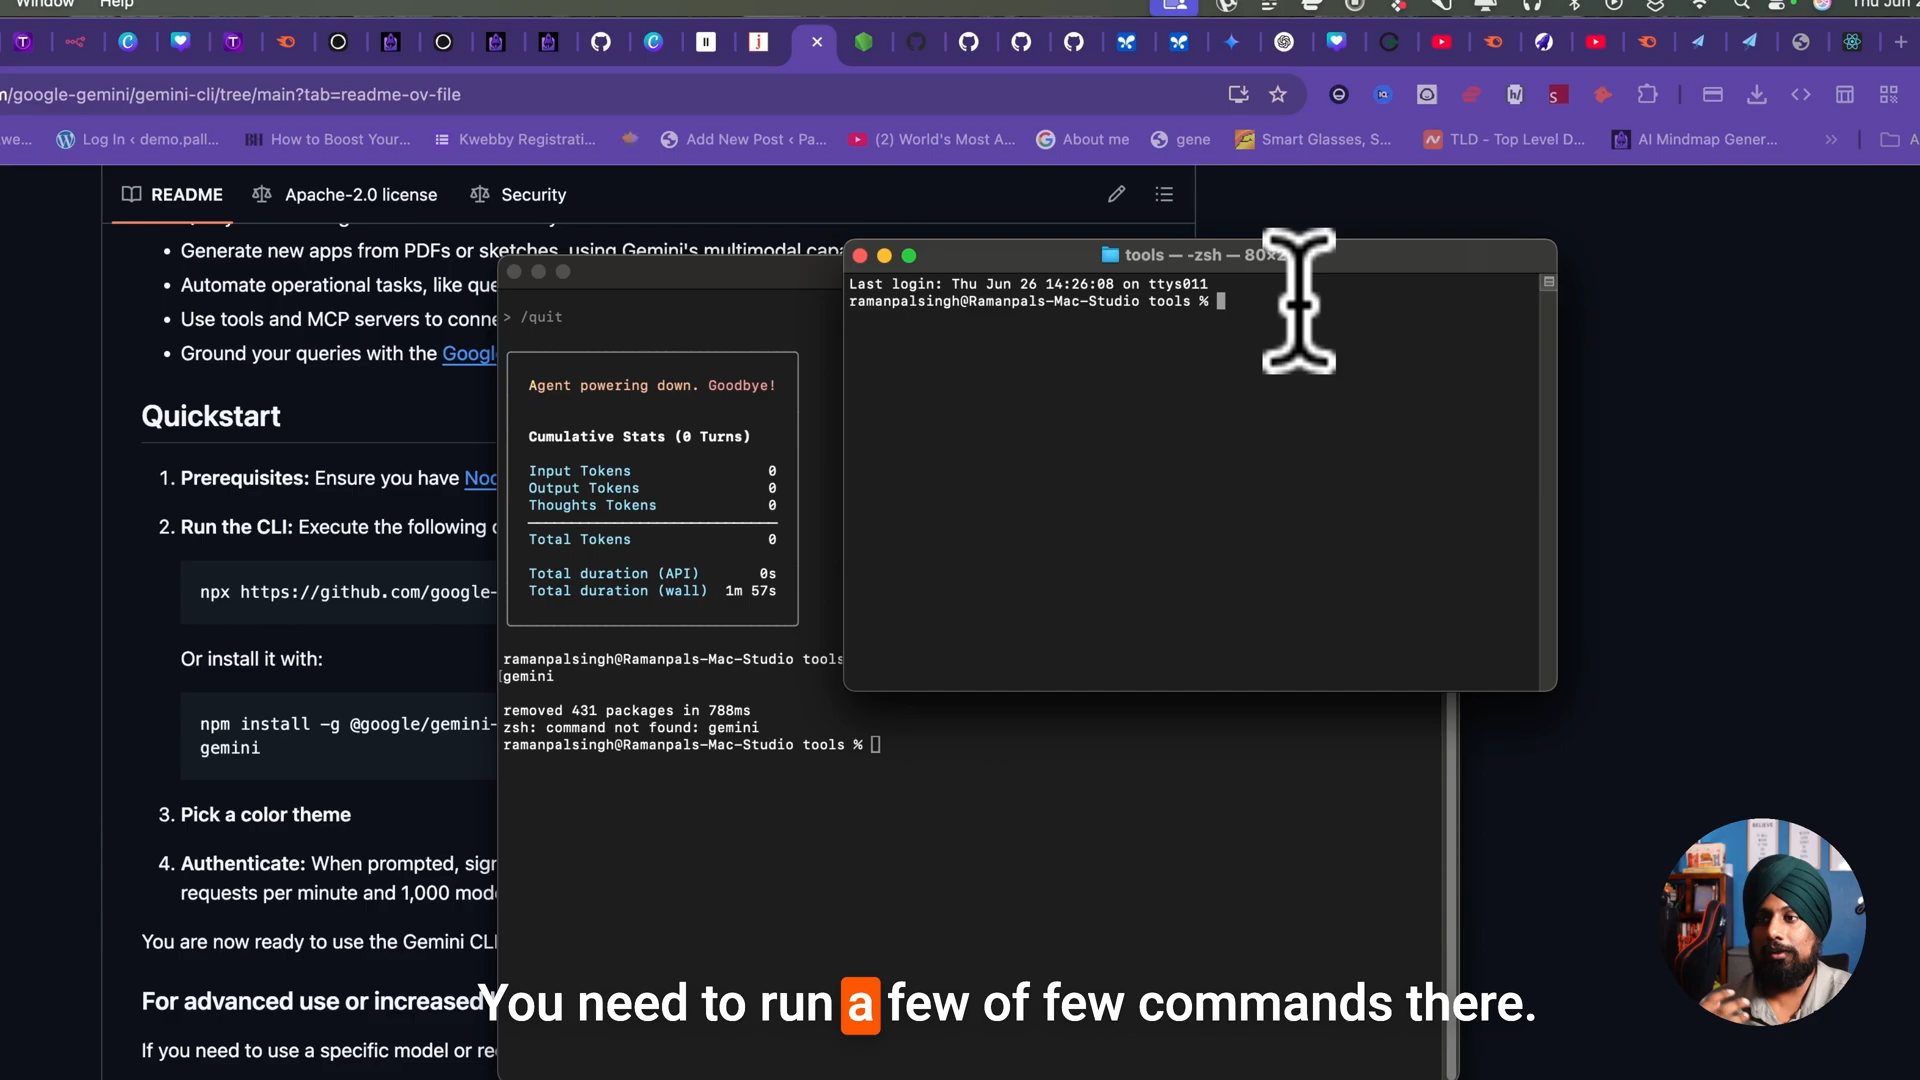 Window Help Thu Jun 2
m/google-gemini/gemini-cli/tree/main?tab=readme-ov-file
we... Log In ‹ demo.pall... BH How to Boost Your... Kwebby Registrati... Add New Post ‹ Pa... (2) World's Most A... About me gene Smart Glasses, S... TLD - Top Level D... AI Mindmap Gener... » A
README Apache-2.0 license Security
Generate new apps from PDFs or sketches, using Gemini's multimodal capa
Automate operational tasks, like que
Use tools and MCP servers to conne
Ground your queries with the Google
Quickstart
1. Prerequisites: Ensure you have Nod
2. Run the CLI: Execute the following c
npx https://github.com/google-
Or install it with:
npm install -g @google/gemini-
gemini
3. Pick a color theme
4. Authenticate: When prompted, sign
requests per minute and 1,000 mode
You are now ready to use the Gemini CLI
For advanced use or increased
If you need to use a specific model or re
> /quit
Agent powering down. Goodbye!
Cumulative Stats (0 Turns)
Input Tokens 0
Output Tokens 0
Thoughts Tokens 0
Total Tokens 0
Total duration (API) 0s
Total duration (wall) 1m 57s
ramanpalsingh@Ramanpals-Mac-Studio tools
[gemini
removed 431 packages in 788ms
zsh: command not found: gemini
ramanpalsingh@Ramanpals-Mac-Studio tools %
tools — -zsh — 80×2
Last login: Thu Jun 26 14:26:08 on ttys011
ramanpalsingh@Ramanpals-Mac-Studio tools %
You need to run a few of few commands there.